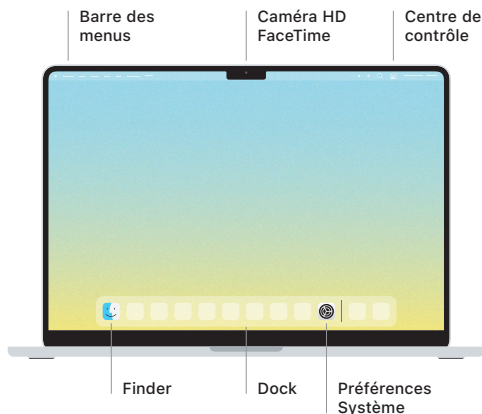 Barre des
menus
Caméra HD
FaceTime
Centre de
contrôle
Finder
Dock
Préférences
Système